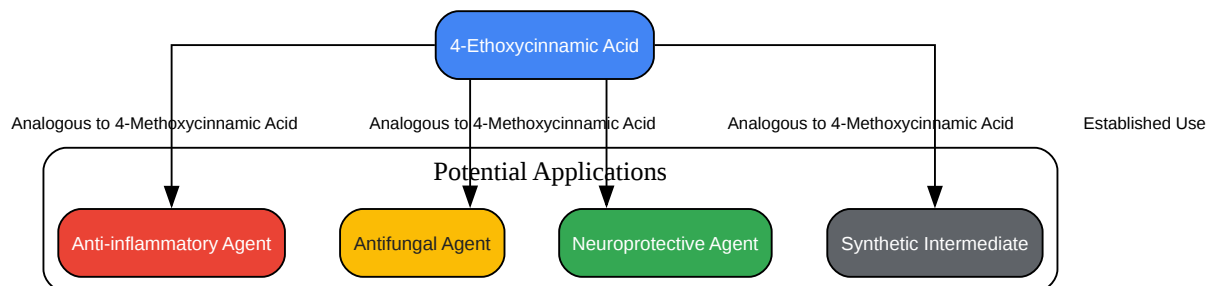 4-Ethoxycinnamic Acid
Analogous to 4-Methoxycinnamic Acid
Analogous to 4-Methoxycinnamic Acid
Analogous to 4-Methoxycinnamic Acid
Established Use
Potential Applications
Anti-inflammatory Agent
Antifungal Agent
Neuroprotective Agent
Synthetic Intermediate